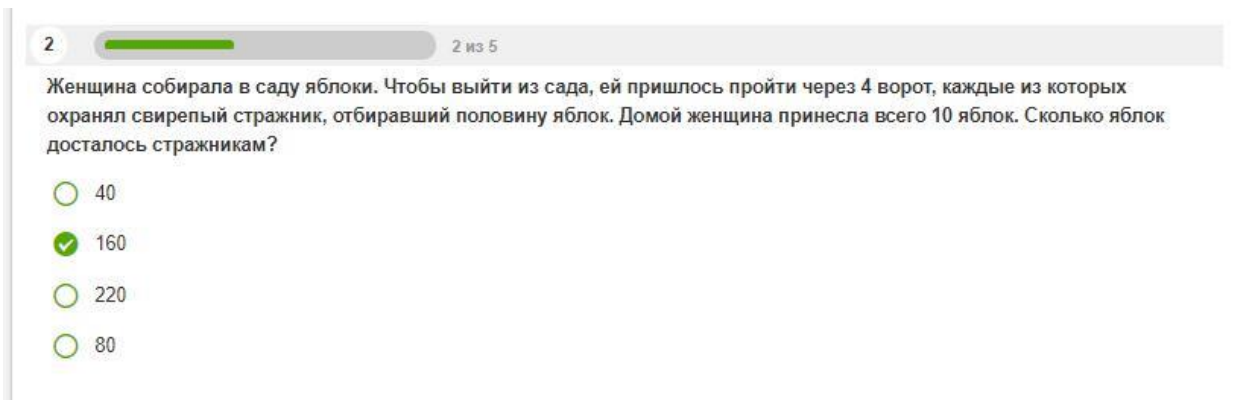 2 2 из 5
Женщина собирала в саду яблоки. Чтобы выйти из сада, ей пришлось пройти через 4 ворот, каждые из которых
охранял свирепый стражник, отбиравший половину яблок. Домой женщина принесла всего 10 яблок. Сколько яблок
досталось стражникам?
40
160
220
80